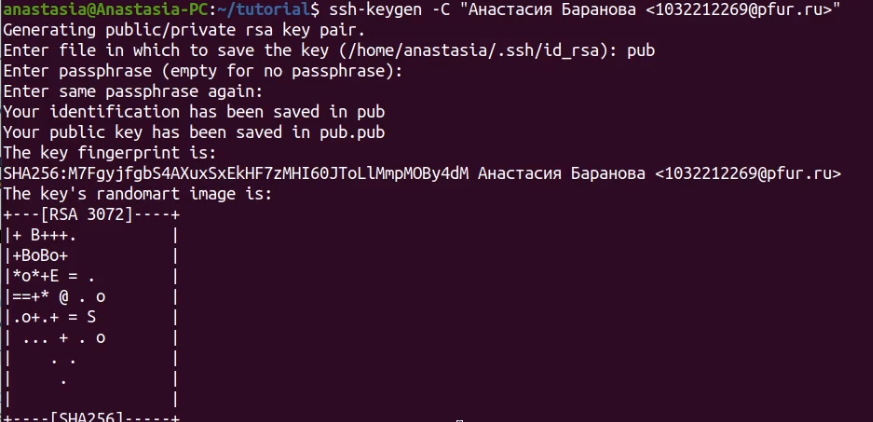 anastasia@Anastasia-PC:~/tutorial$ ssh-keygen -C "Анастасия Баранова <1032212269@pfur.ru>"
Generating public/private rsa key pair.
Enter file in which to save the key (/home/anastasia/.ssh/id_rsa): pub
Enter passphrase (empty for no passphrase):
Enter same passphrase again:
Your identification has been saved in pub
Your public key has been saved in pub.pub
The key fingerprint is:
SHA256:M7FgyjfgbS4AXuxSxEkHF7zMHI60JToLlMmpMOBy4dM Анастасия Баранова <1032212269@pfur.ru>
The key's randomart image is:
+---[RSA 3072]----+
|+ B+++.          |
|+BoBo+           |
|*o*+E = .        |
|==+* @ . o       |
|.o+.+ = S        |
| ... + . o       |
|    . .          |
|     .           |
|                 |
+----[SHA256]-----+